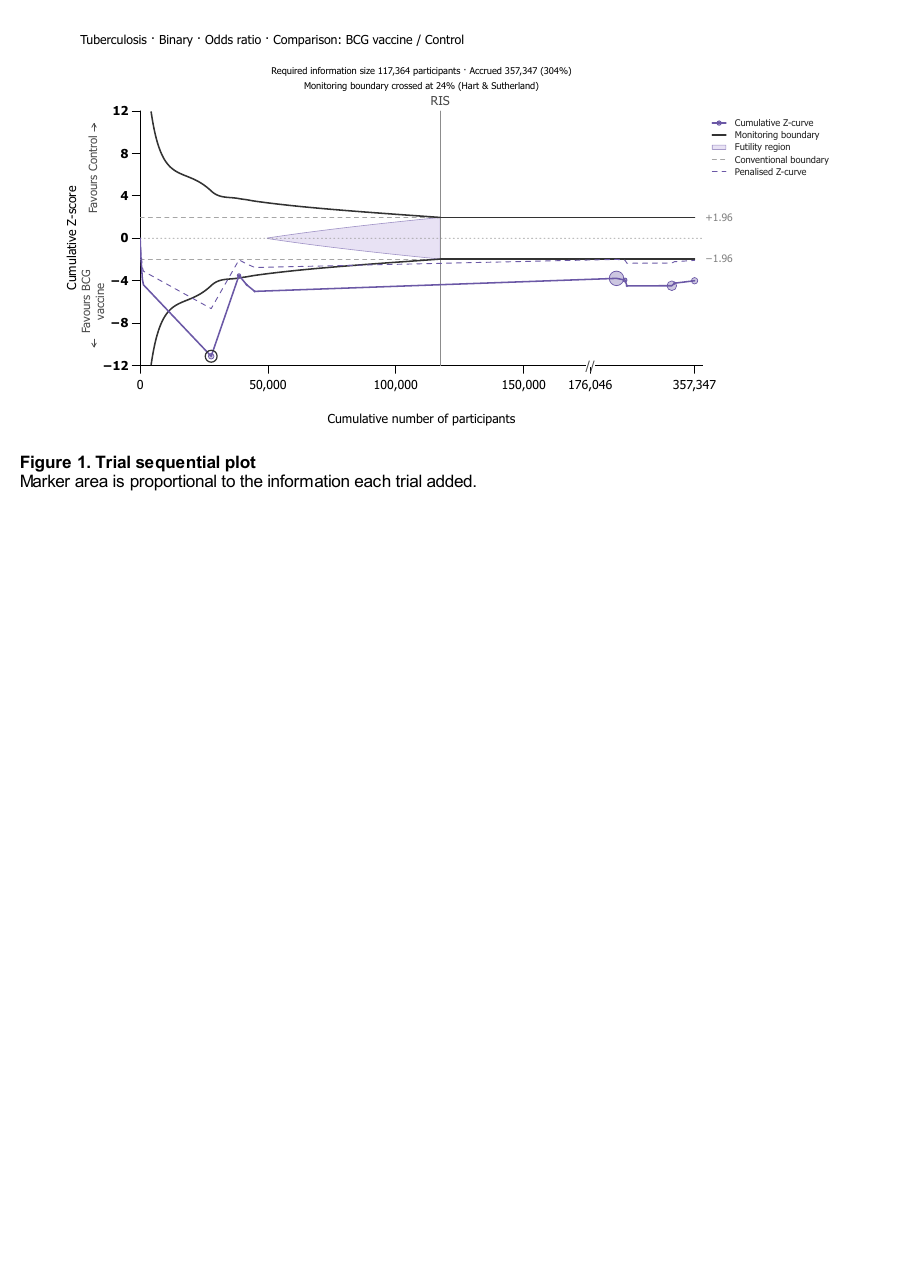 Tuberculosis · Binary · Odds ratio · Comparison: BCG vaccine / Control
Required information size 117,364 participants · Accrued 357,347 (304%)
Monitoring boundary crossed at 24% (Hart & Sutherland)
RIS
12
8
4
0
−4
−8
−12
Cumulative Z-score
Favours Control →
← Favours BCG
vaccine
Cumulative Z-curve
Monitoring boundary
Futility region
Conventional boundary
Penalised Z-curve
+1.96
−1.96
0
50,000
100,000
150,000
176,046
357,347
Cumulative number of participants
Figure 1. Trial sequential plot
Marker area is proportional to the information each trial added.